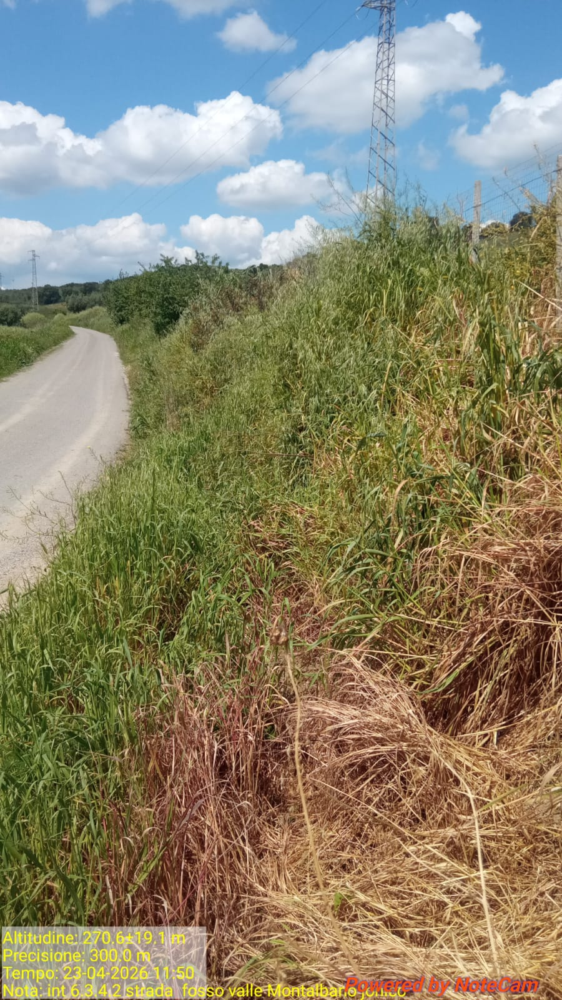 Altitudine: 270.6±19.1 m
Precisione: 300.0 m
Tempo: 23-04-2026 11:50
Nota: int 6.3.4.2 strada fosso valle Montalbano jonico
Powered by NoteCam